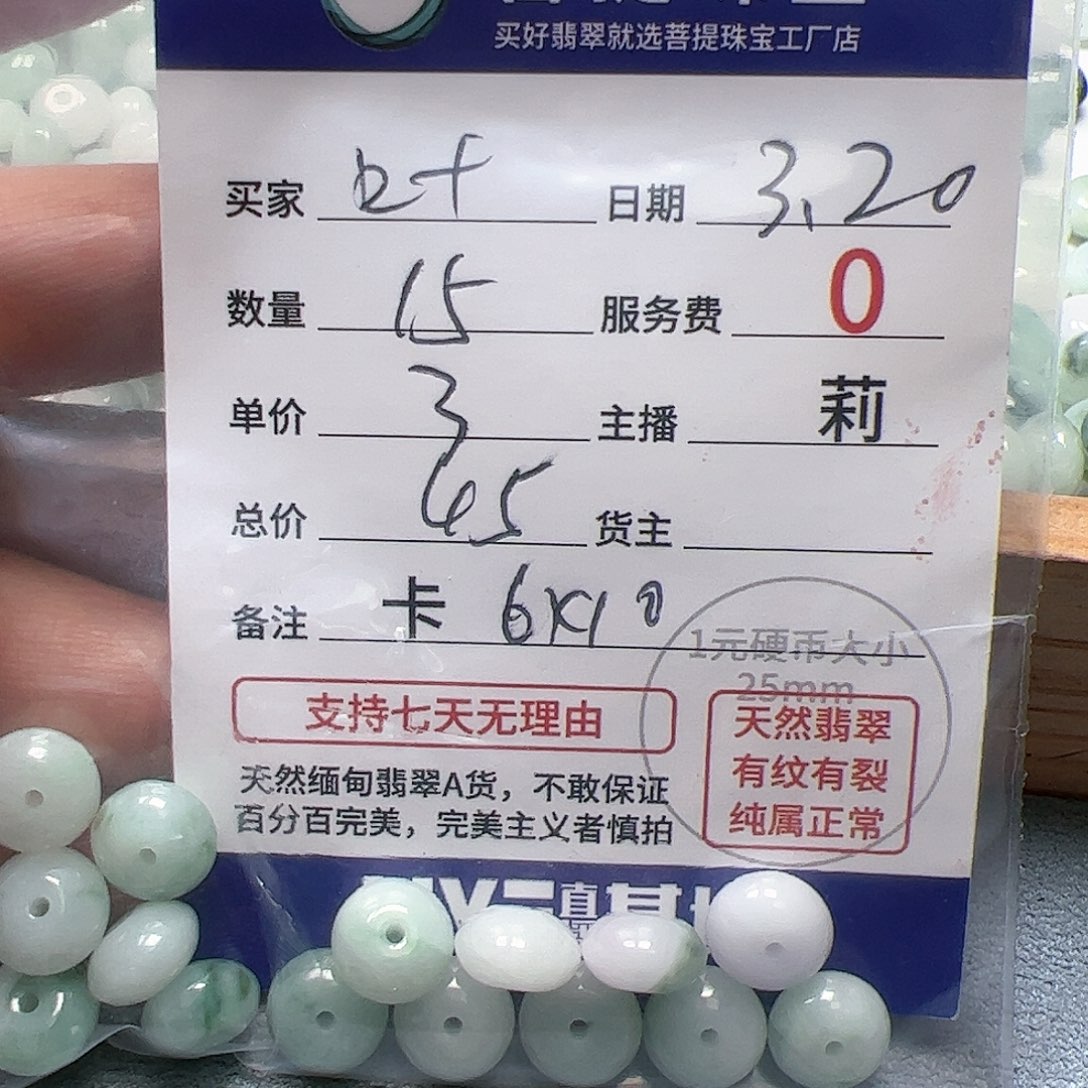 买好翡翠就选菩提珠宝工厂店
买家 叶 日期 3.20
数量 15 服务费 0
单价 3 主播 莉
总价 45 货主
备注 卡 6x10
1元硬币大小
25mm
支持七天无理由
天然缅甸翡翠A货，不敢保证
百分百完美，完美主义者慎拍
天然翡翠
有纹有裂
纯属正常